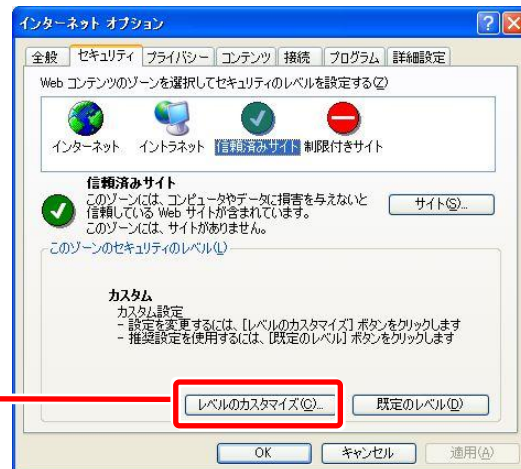 インターネット オプション
全般 セキュリティ プライバシー コンテンツ 接続 プログラム 詳細設定
Web コンテンツのゾーンを選択してセキュリティのレベルを設定する(Z)
インターネット イントラネット 信頼済みサイト 制限付きサイト
信頼済みサイト
このゾーンには、コンピュータやデータに損害を与えないと
信頼している Web サイトが含まれています。
このゾーンには、サイトがありません。
サイト(S)...
このゾーンのセキュリティのレベル(L)
カスタム
カスタム設定
- 設定を変更するには、[レベルのカスタマイズ] ボタンをクリックします
- 推奨設定を使用するには、[既定のレベル] ボタンをクリックします
レベルのカスタマイズ(C)... 既定のレベル(D)
OK キャンセル 適用(A)